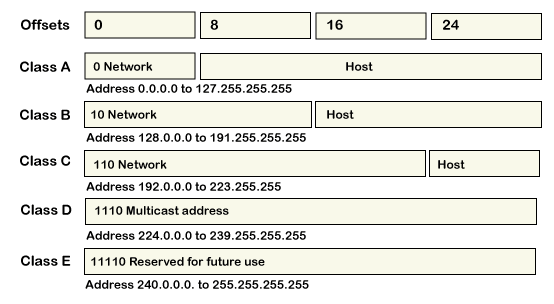 Offsets 0 8 16 24
Class A 0 Network Host
Address 0.0.0.0 to 127.255.255.255
Class B 10 Network Host
Address 128.0.0.0 to 191.255.255.255
Class C 110 Network Host
Address 192.0.0.0 to 223.255.255
Class D 1110 Multicast address
Address 224.0.0.0 to 239.255.255.255
Class E 11110 Reserved for future use
Address 240.0.0.0. to 255.255.255.255